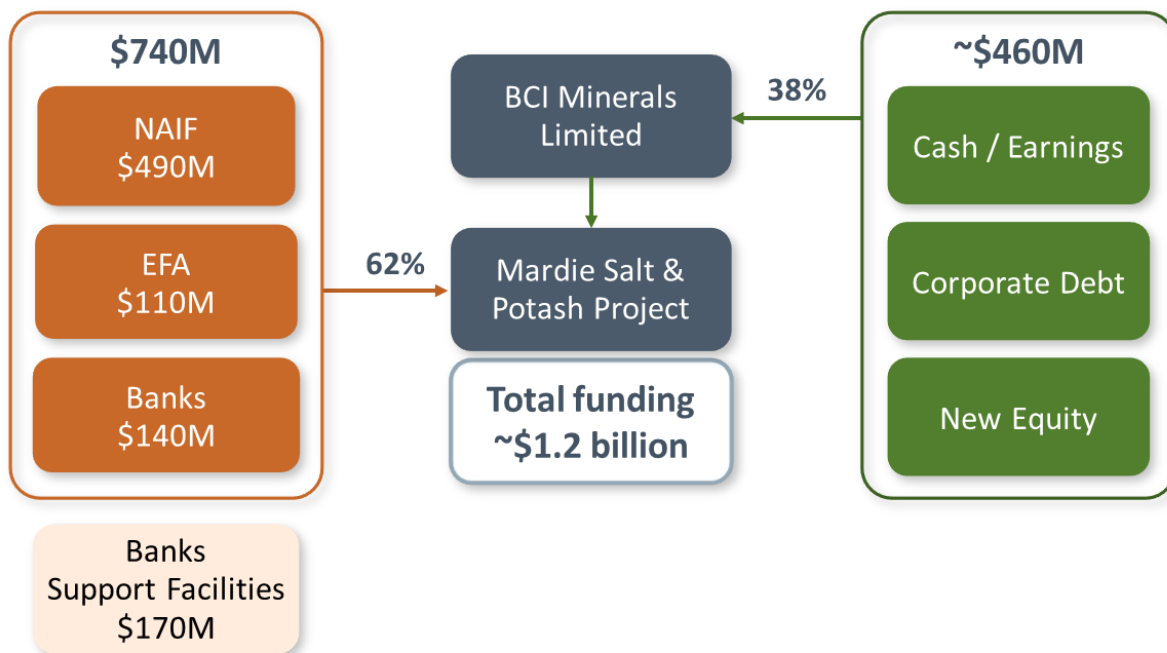 $740M
NAIF
$490M
EFA
$110M
Banks
$140M
Banks
Support Facilities
$170M
62%
BCI Minerals
Limited
Mardie Salt &
Potash Project
Total funding
~$1.2 billion
38%
~$460M
Cash / Earnings
Corporate Debt
New Equity